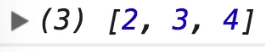 ▶ (3) [2, 3, 4]